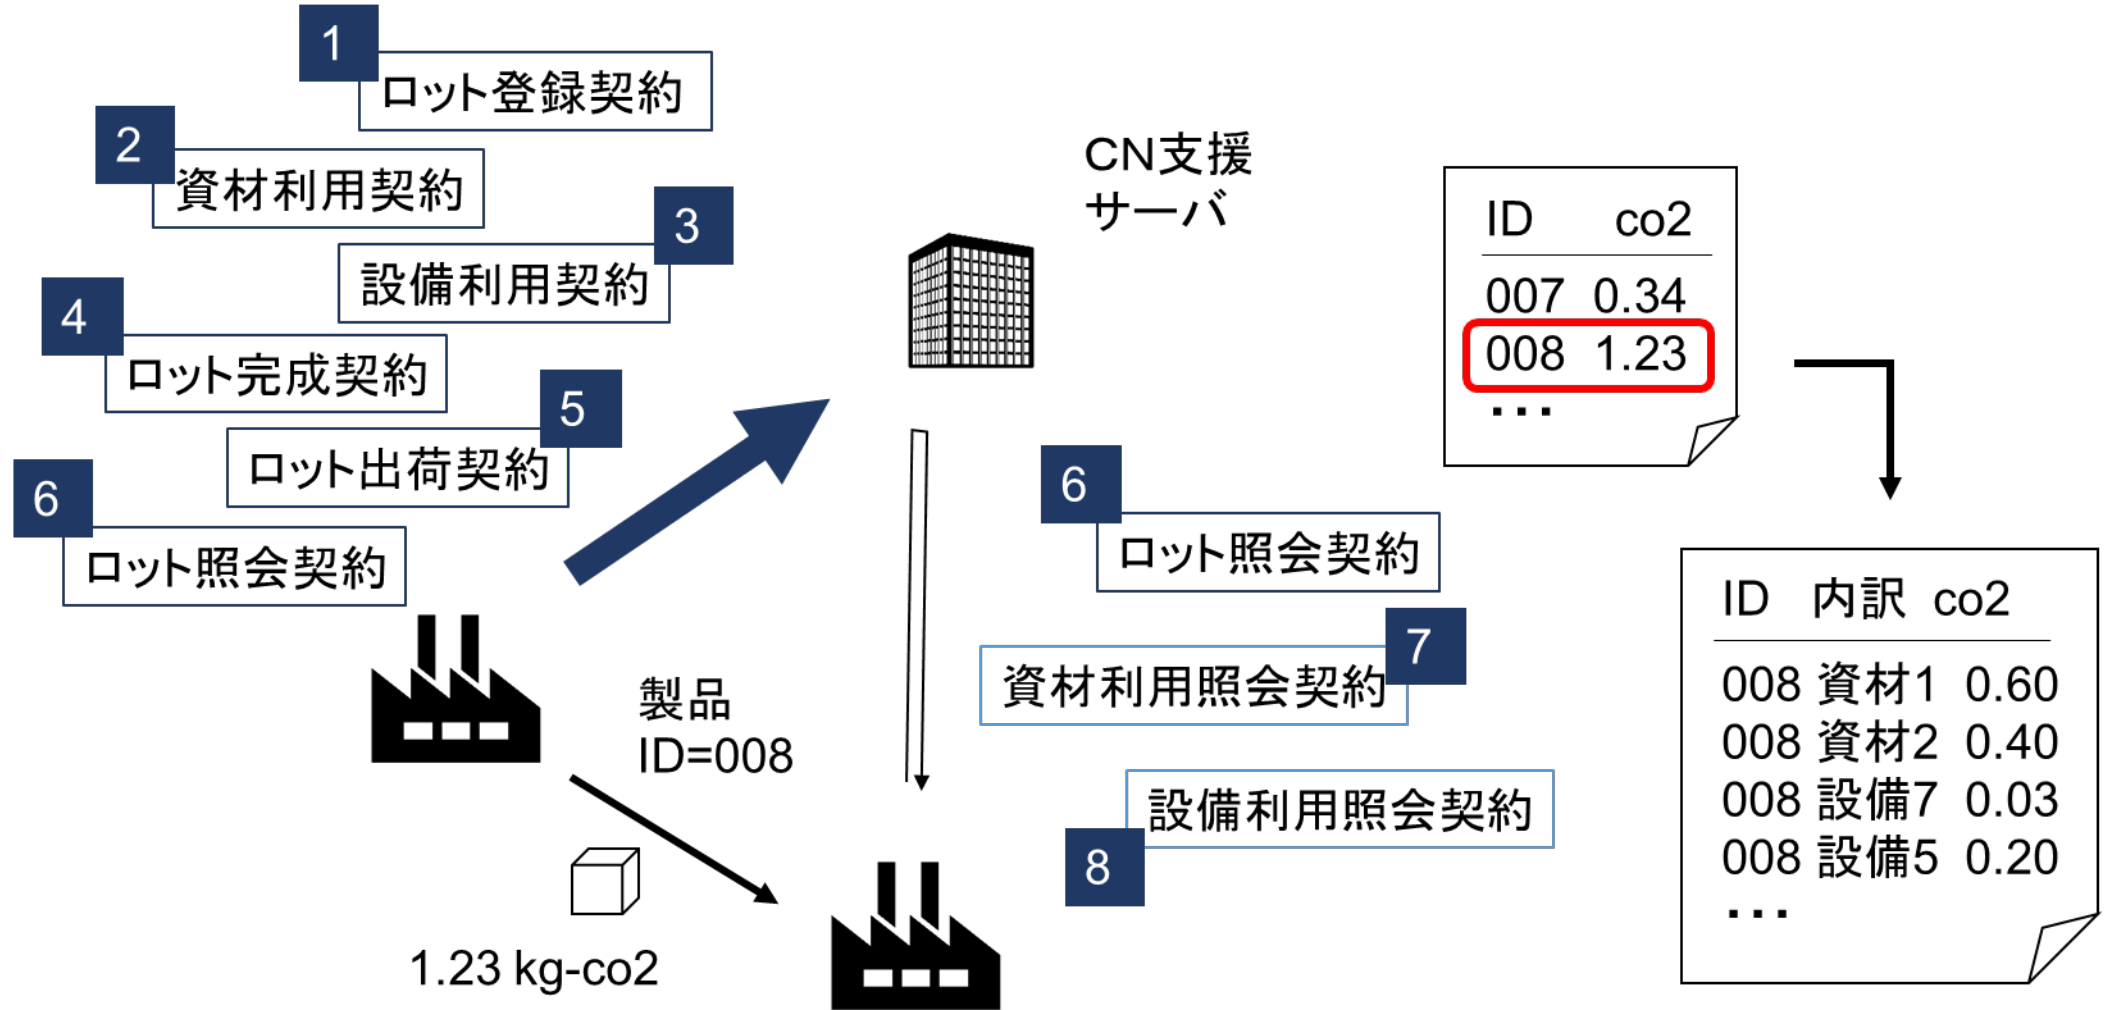 1
ロット登録契約
2
資材利用契約
3
設備利用契約
4
ロット完成契約
5
ロット出荷契約
6
ロット照会契約
CN支援
サーバ
ID co2
007 0.34
008 1.23
...
6
ロット照会契約
7
資材利用照会契約
8
設備利用照会契約
製品
ID=008
1.23 kg-co2
ID 内訳 co2
008 資材1 0.60
008 資材2 0.40
008 設備7 0.03
008 設備5 0.20
...